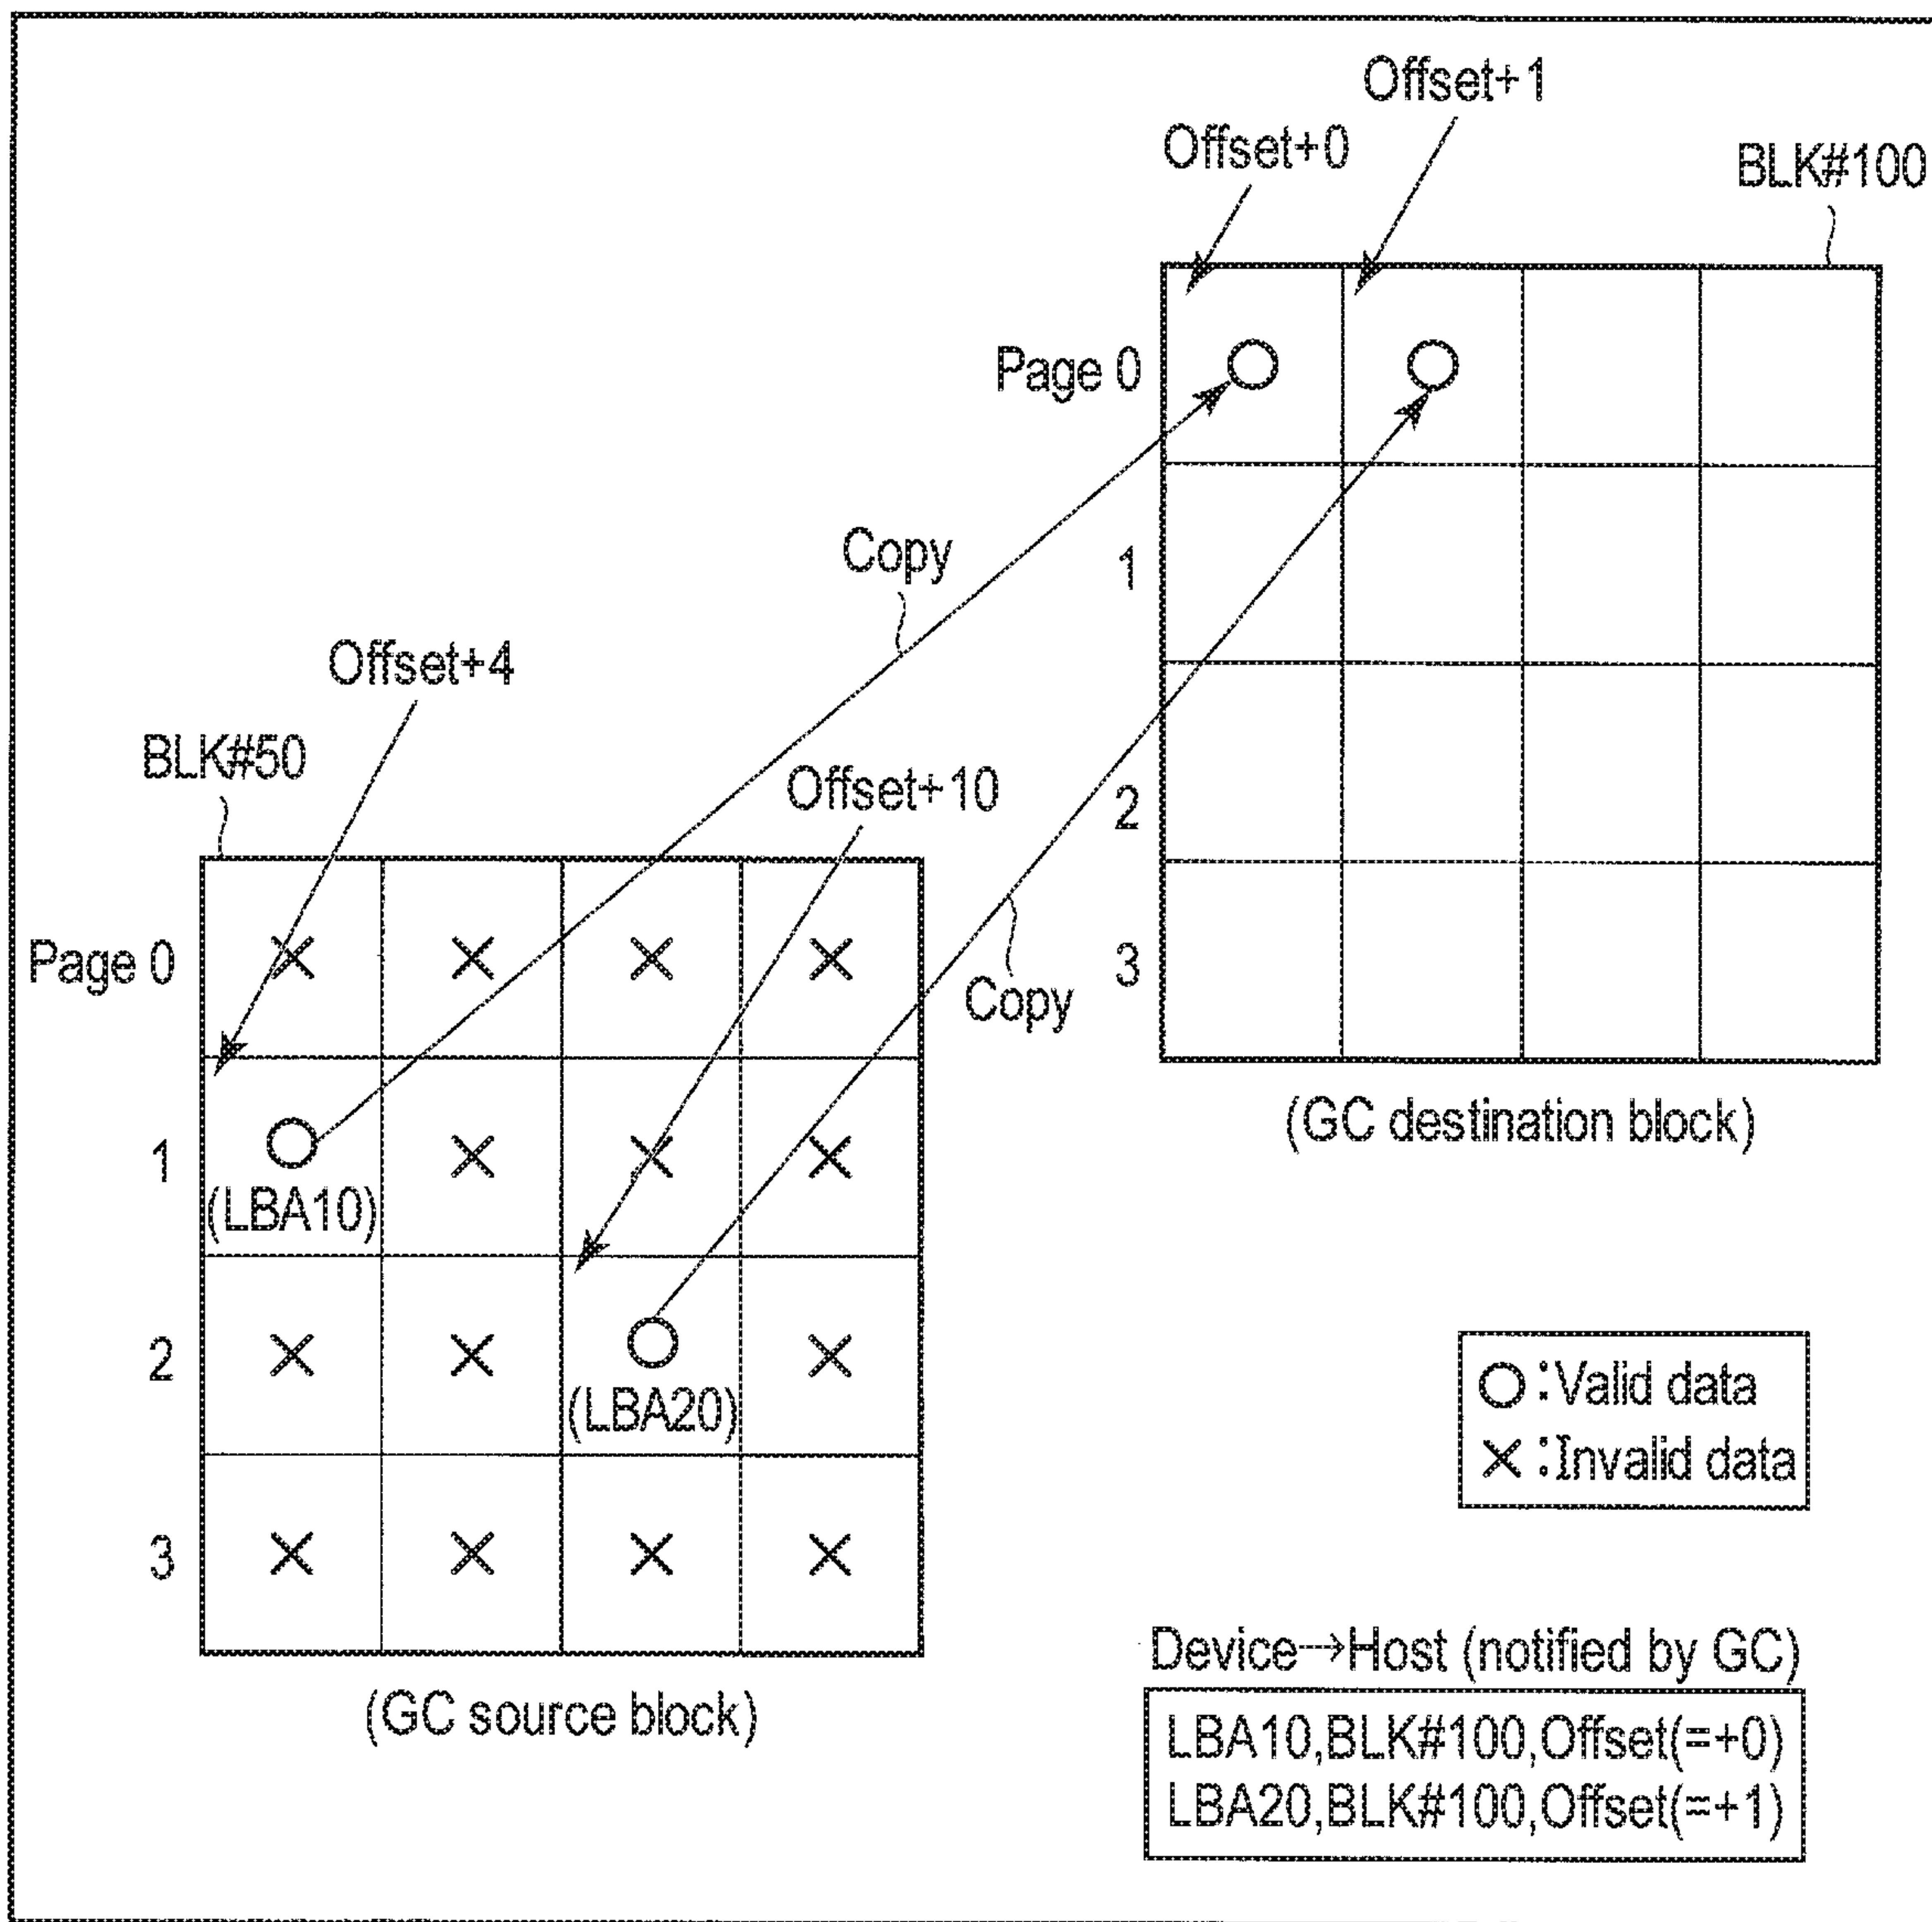 Offset+1
Offset+0
BLK#100
Page 0
1
2
3
(GC destination block)
Copy
Copy
Offset+4
BLK#50
Offset+10
Page 0
1
(LBA10)
2
(LBA20)
3
(GC source block)
○:Valid data
×:Invalid data
Device→Host (notified by GC)
LBA10,BLK#100,Offset(=+0)
LBA20,BLK#100,Offset(=+1)